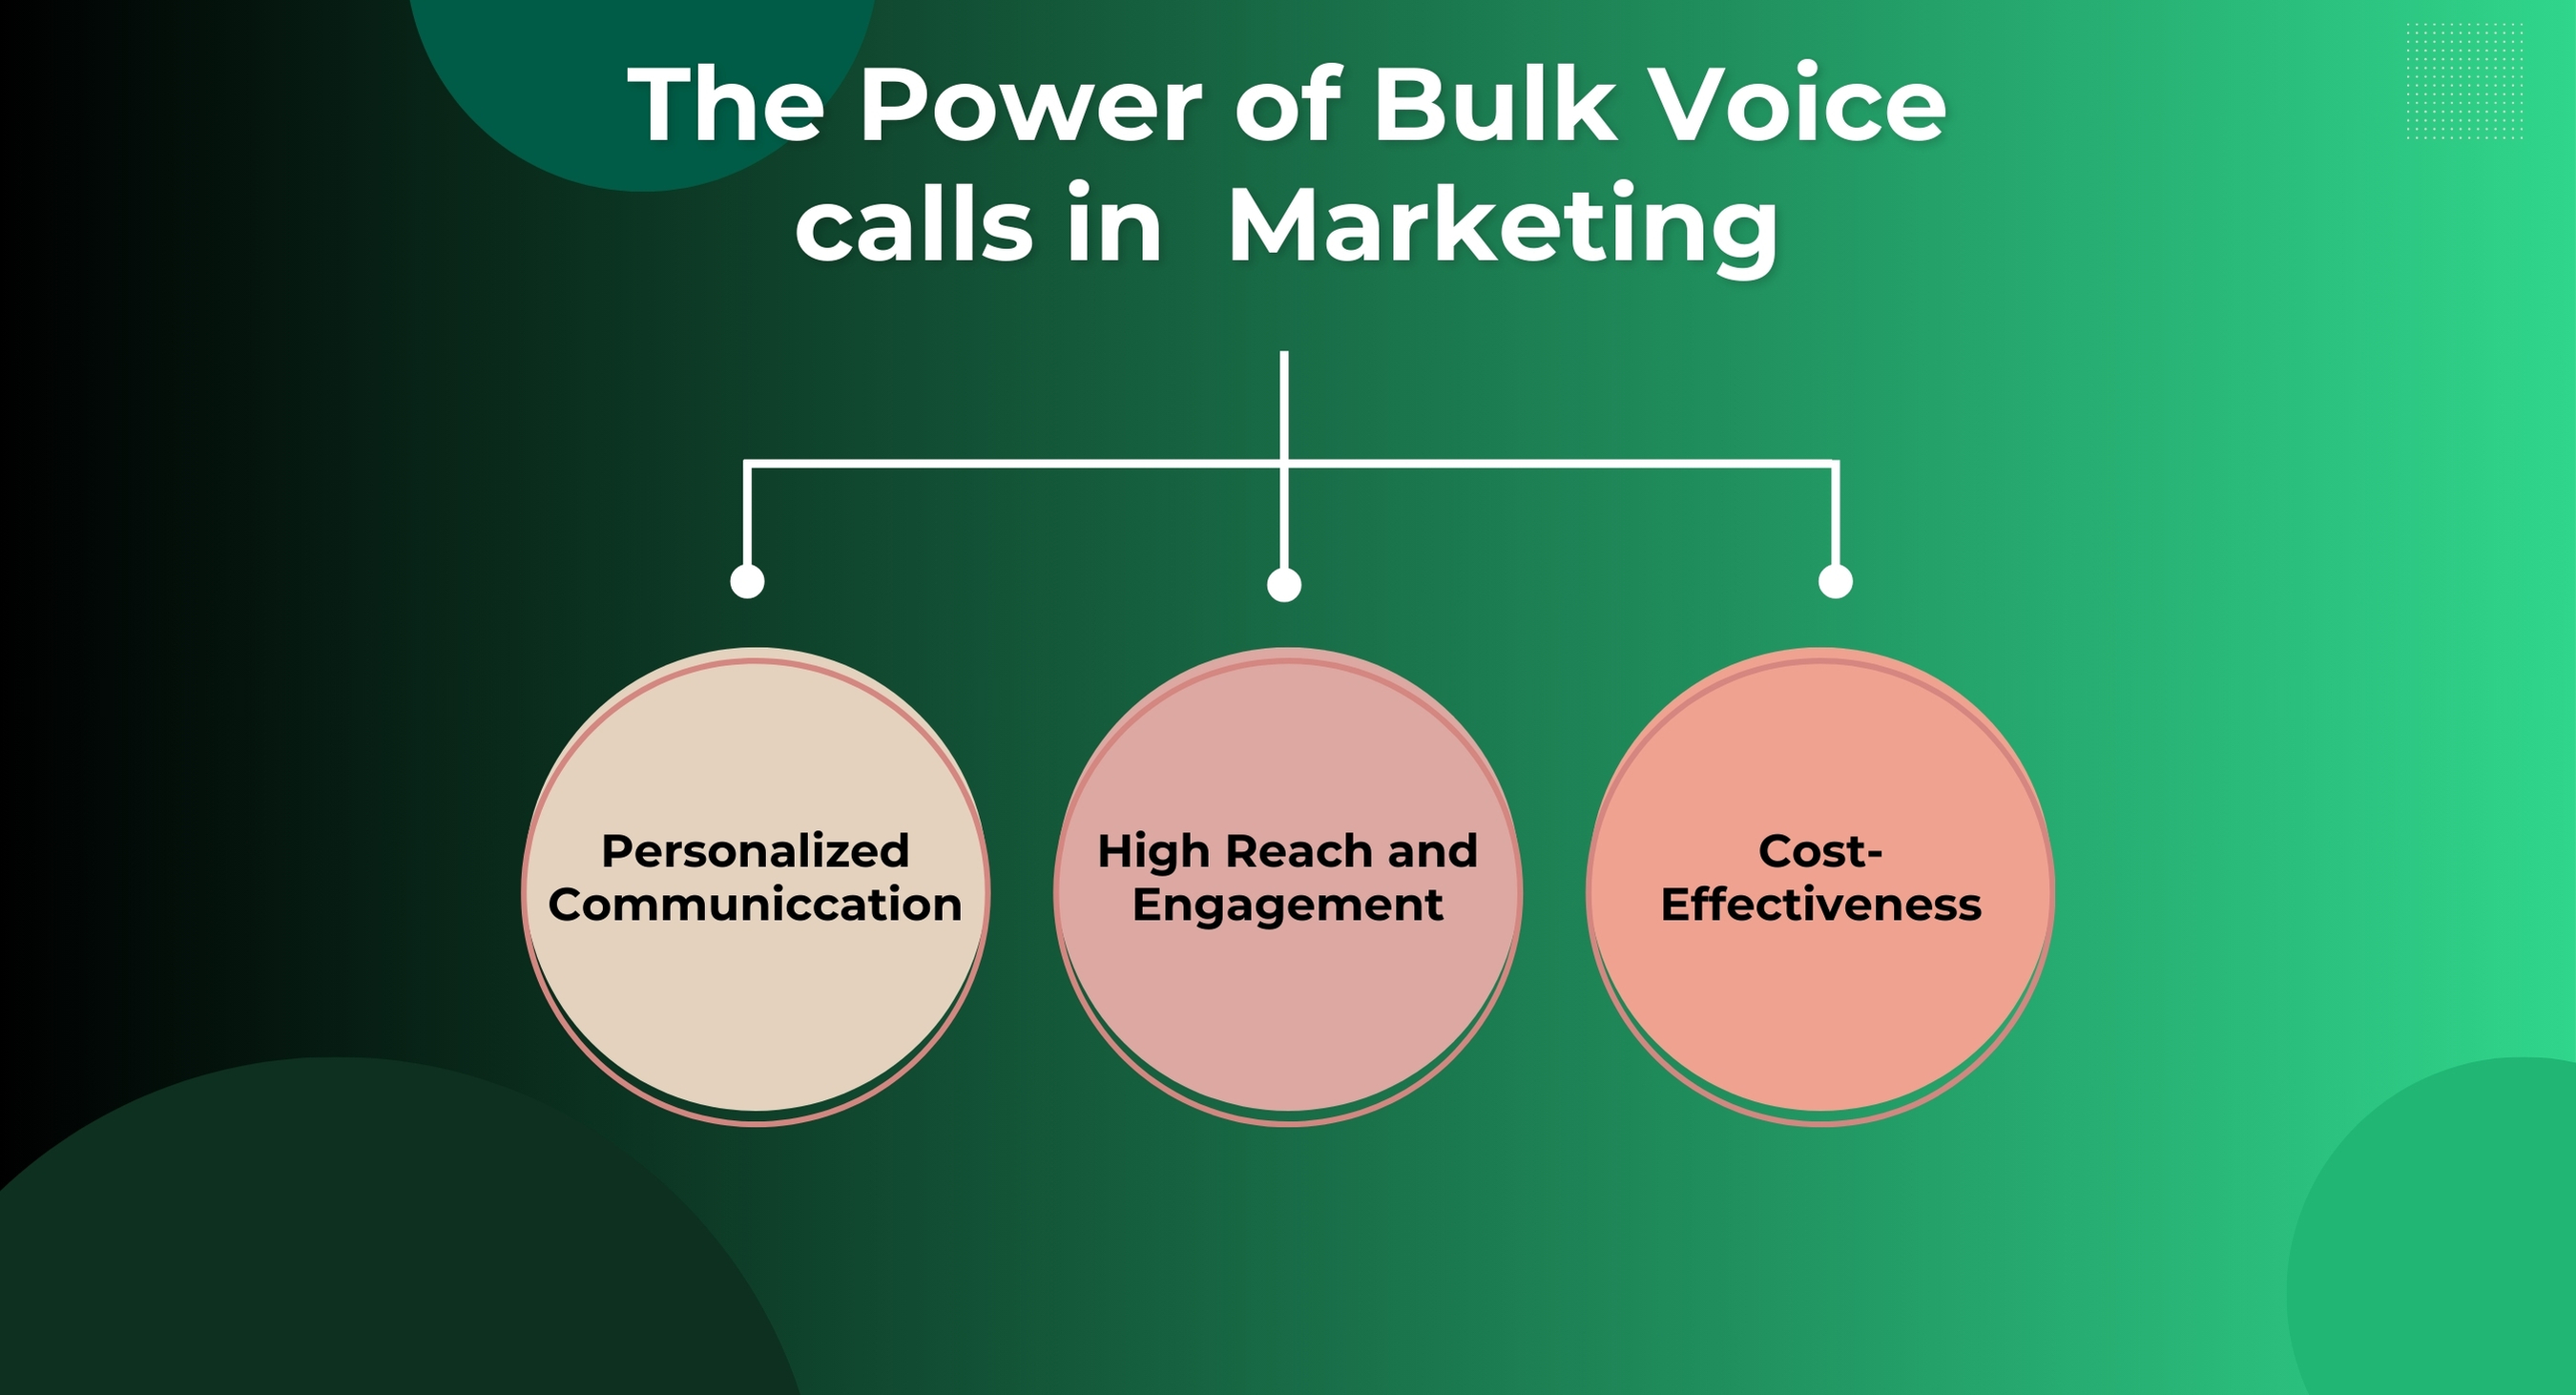 The Power of Bulk Voice
calls in  Marketing
Personalized
Communiccation
High Reach and
Engagement
Cost-
Effectiveness